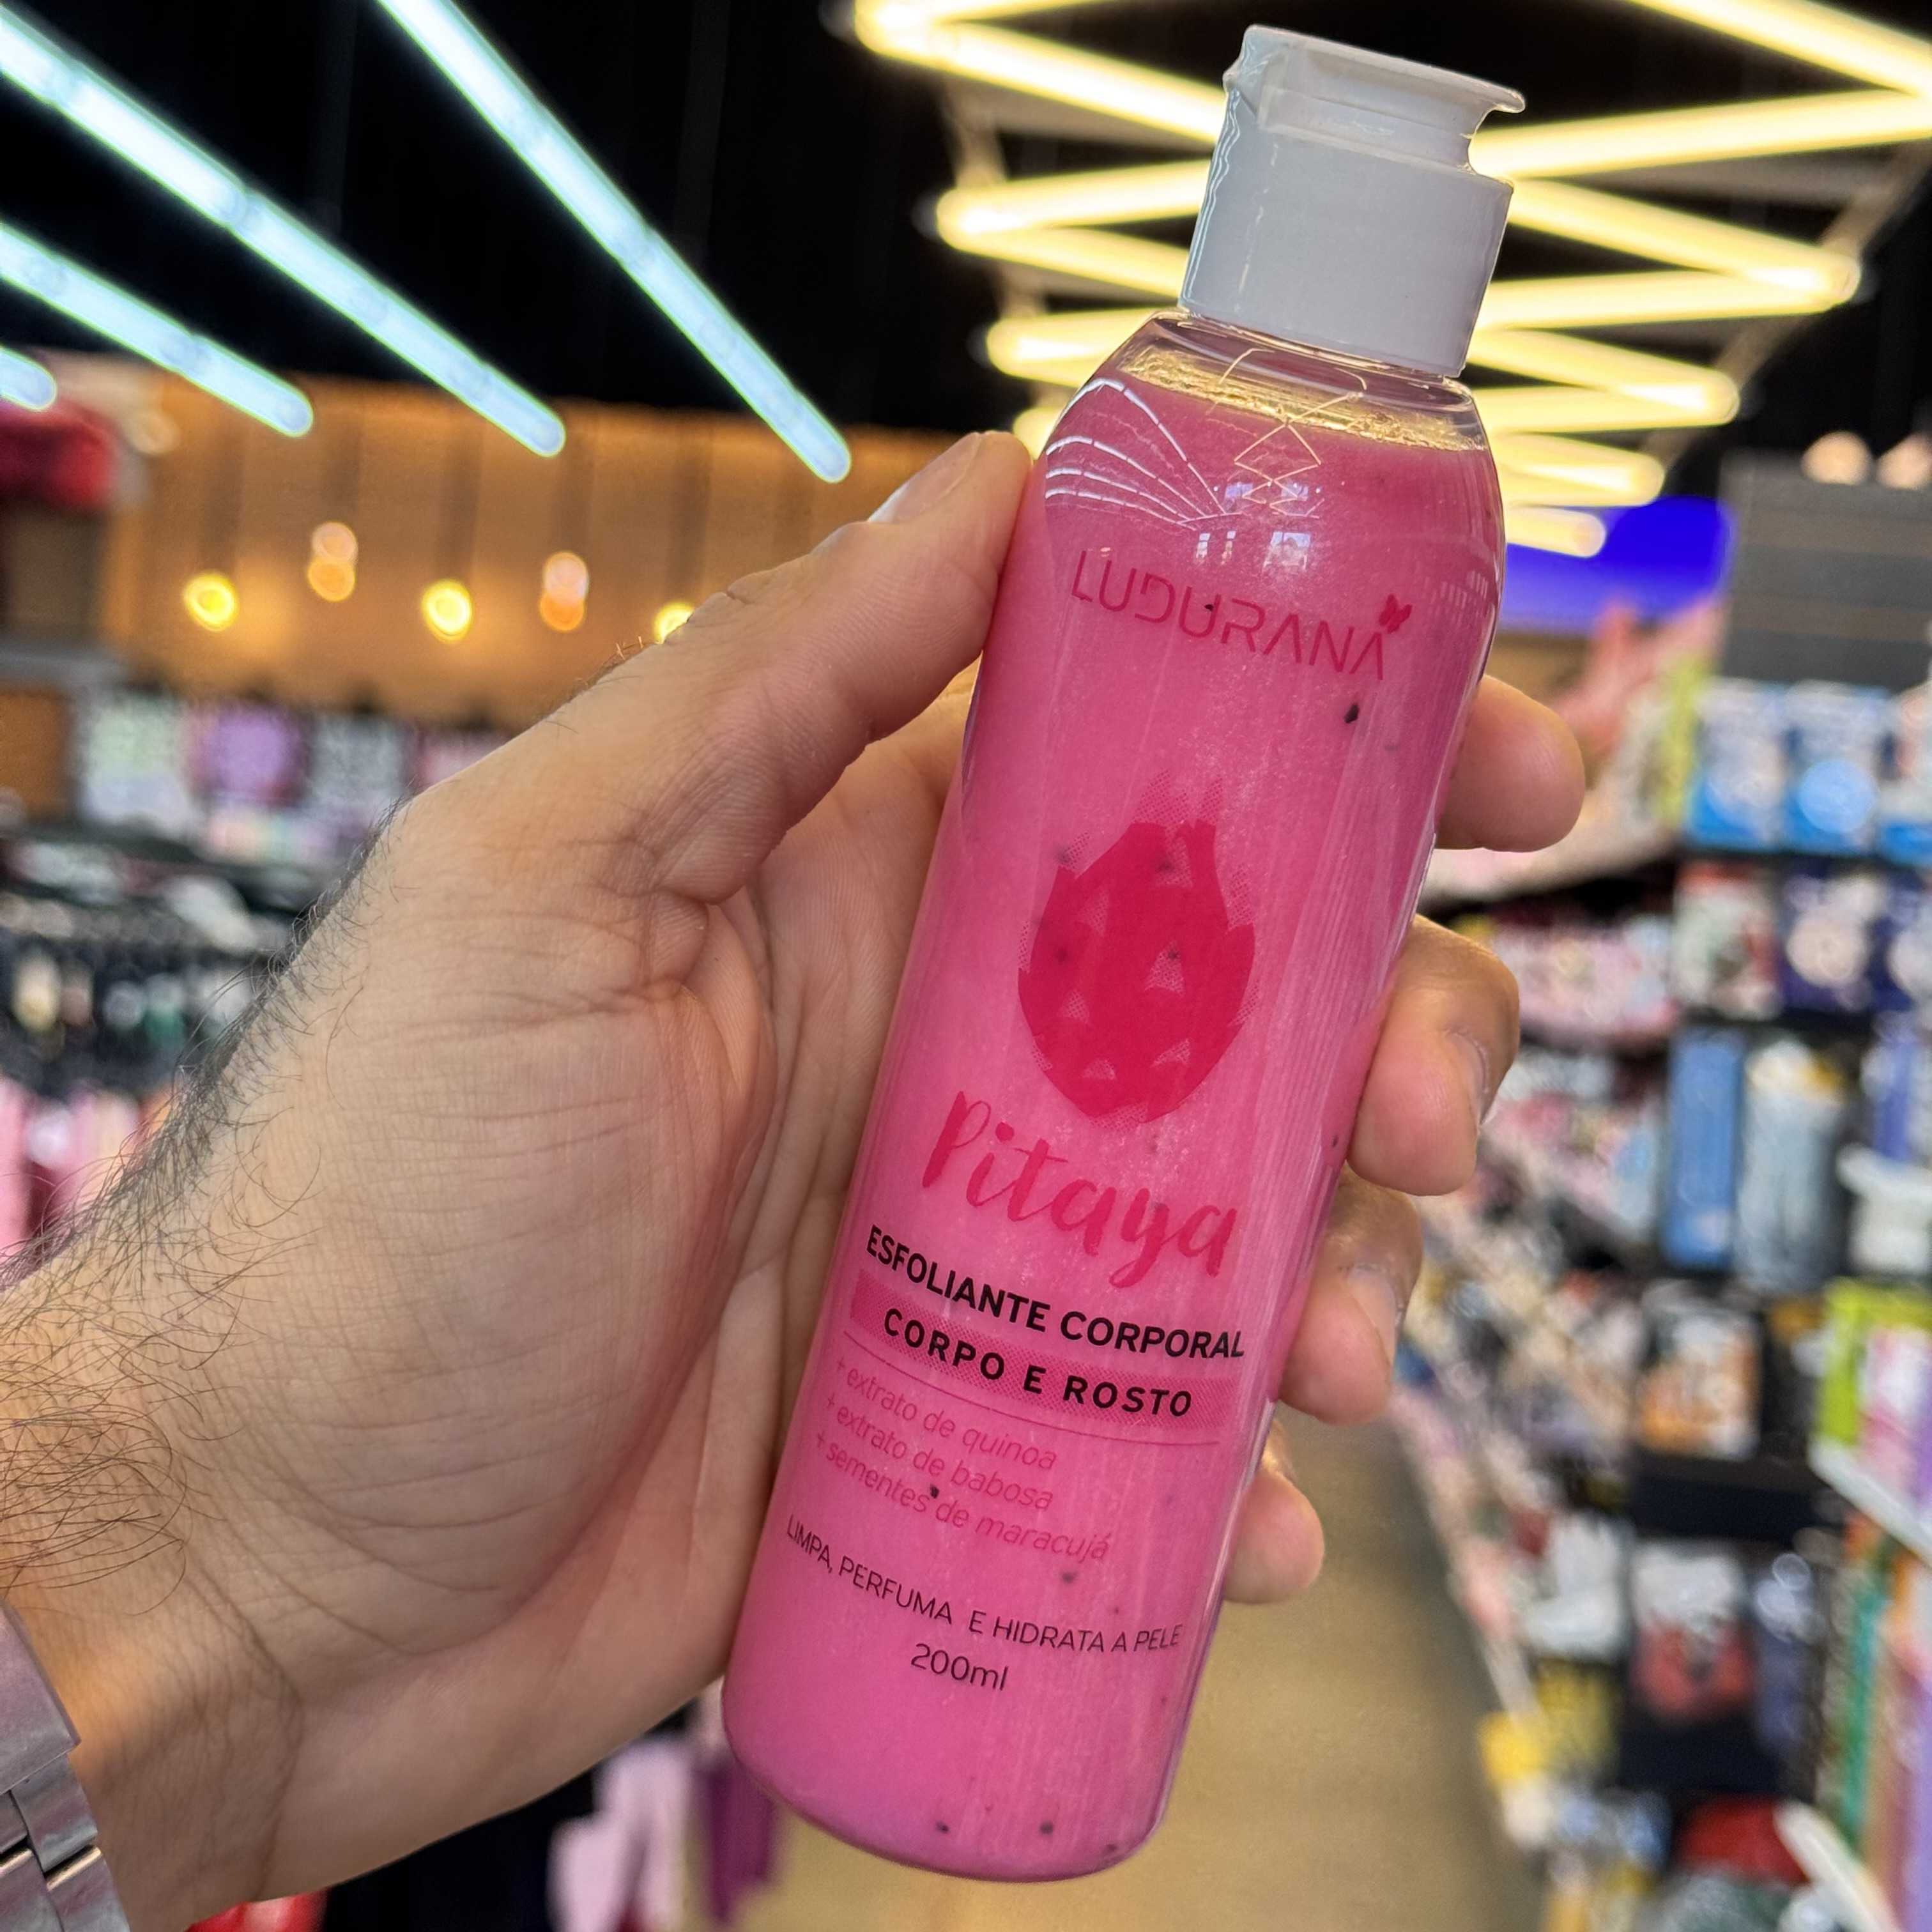 LUDURANA
Pitaya
ESFOLIANTE CORPORAL
CORPO E ROSTO
+ extrato de quinoa
+ extrato de babosa
+ sementes de maracujá
LIMPA, PERFUMA E HIDRATA A PELE
200ml